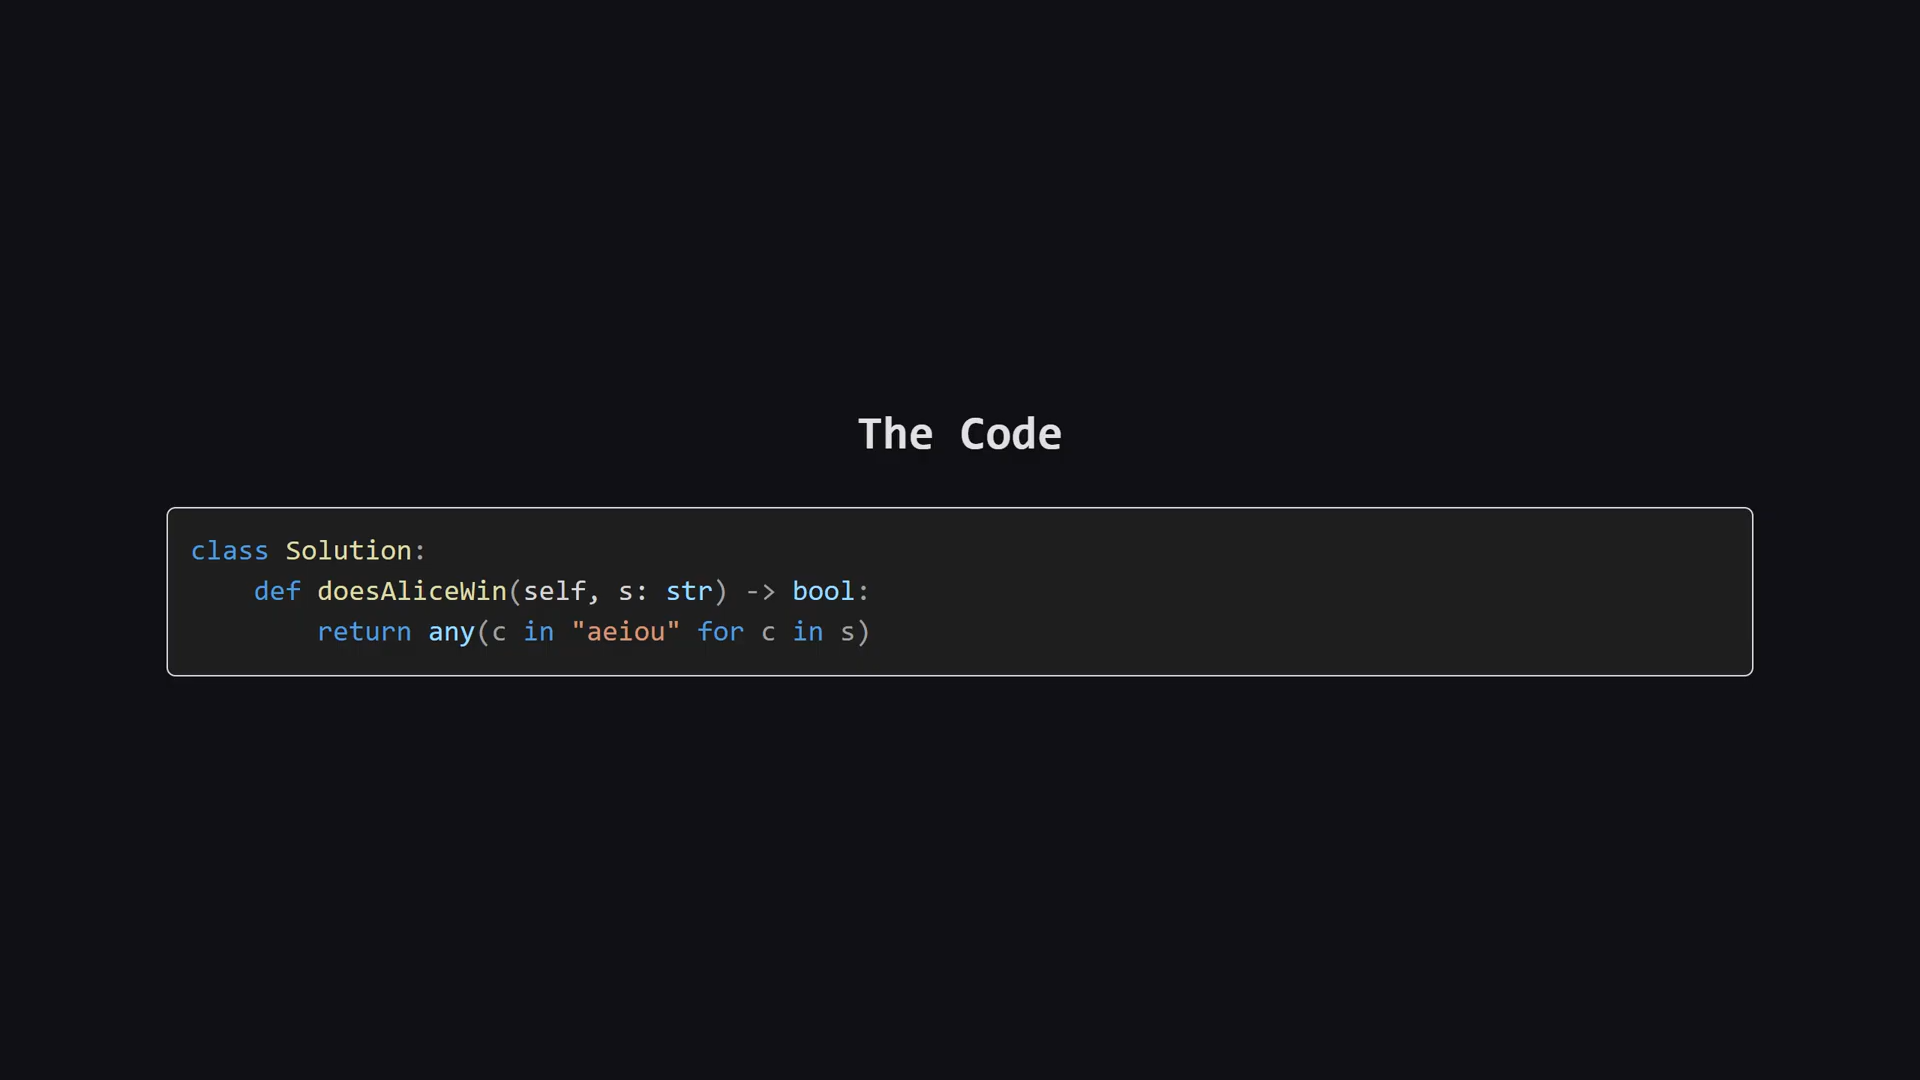 The Code
class Solution:
    def doesAliceWin(self, s: str) -> bool:
        return any(c in "aeiou" for c in s)